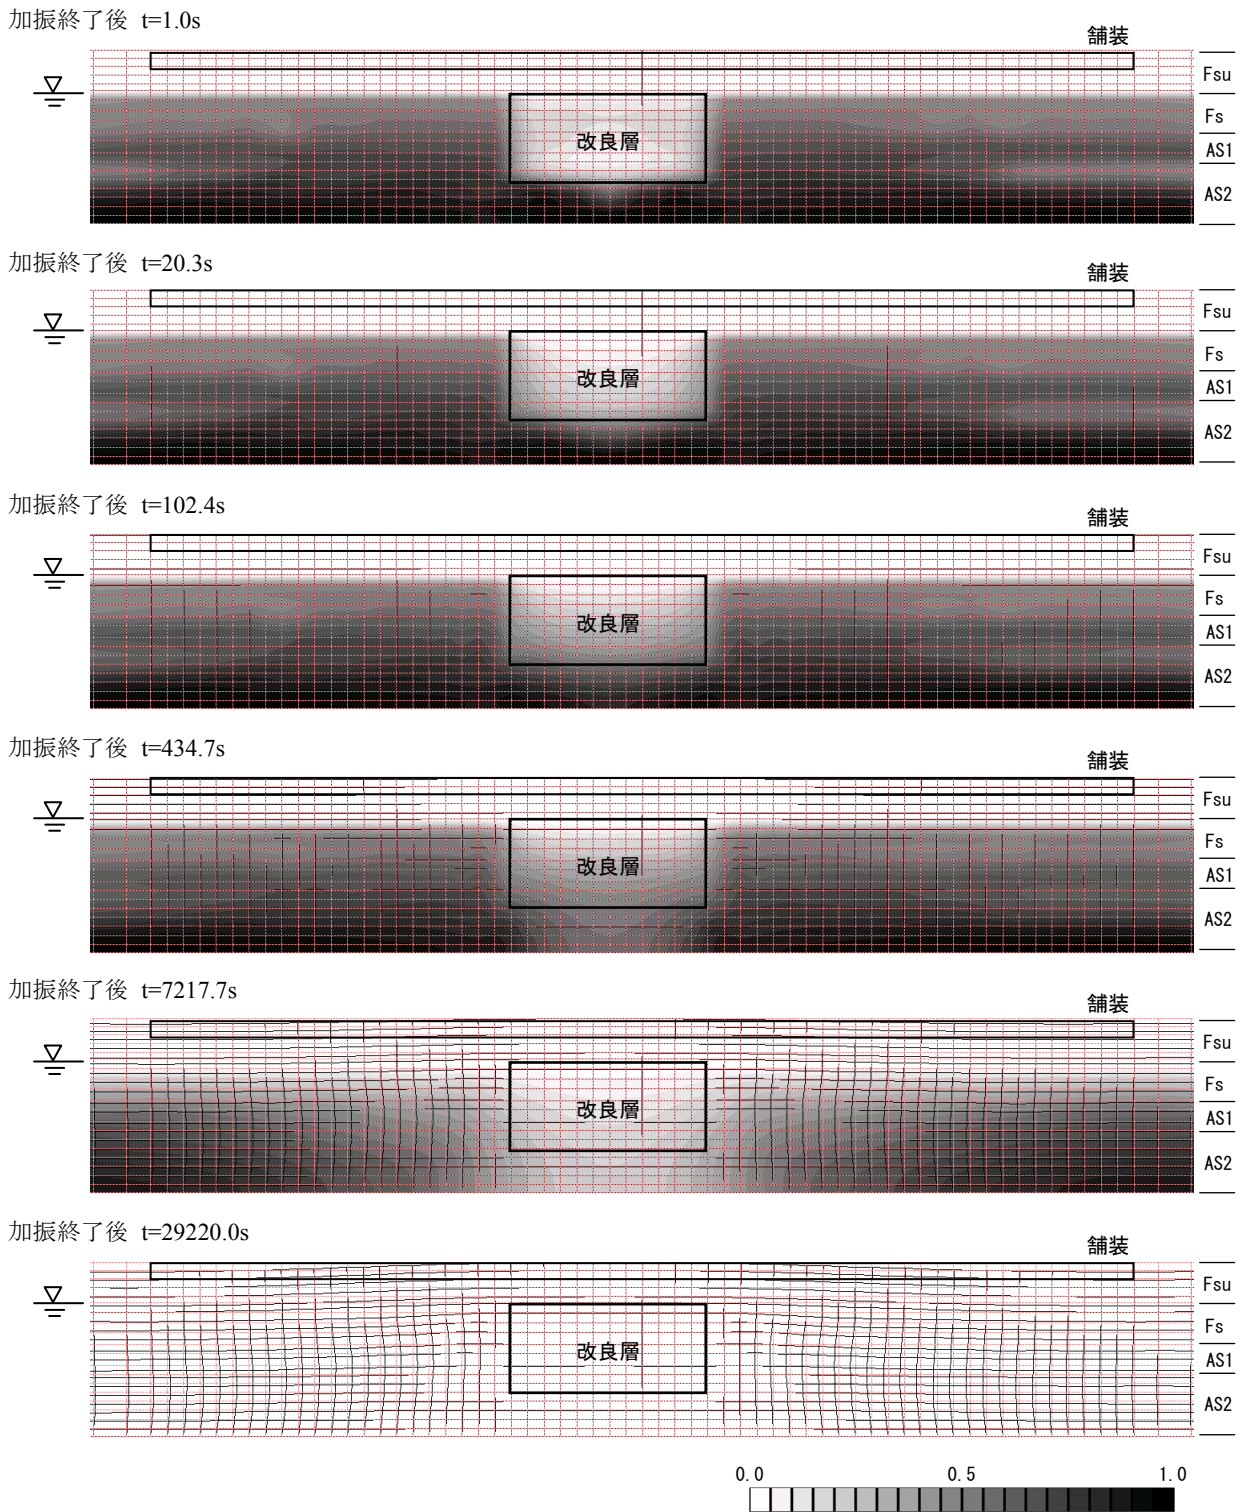 加振終了後 t=1.0s
舗装
Fsu
Fs
改良層
AS1
AS2
加振終了後 t=20.3s
舗装
Fsu
Fs
改良層
AS1
AS2
加振終了後 t=102.4s
舗装
Fsu
Fs
改良層
AS1
AS2
加振終了後 t=434.7s
舗装
Fsu
Fs
改良層
AS1
AS2
加振終了後 t=7217.7s
舗装
Fsu
Fs
改良層
AS1
AS2
加振終了後 t=29220.0s
舗装
Fsu
Fs
改良層
AS1
AS2
0.0 0.5 1.0